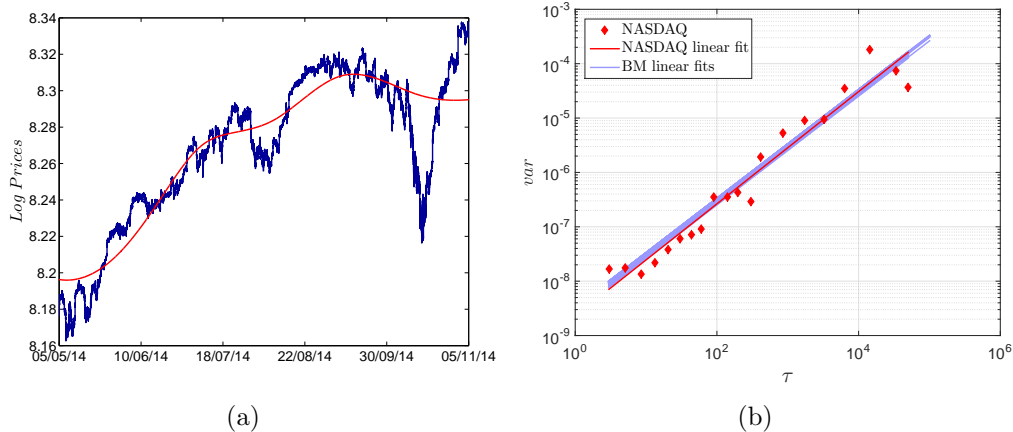 8.34
8.32
8.3
8.28
8.26
8.24
8.22
8.2
8.18
8.16
Log Prices
05/05/14 10/06/14 18/07/14 22/08/14 30/09/14 05/11/14
(a)
NASDAQ
NASDAQ linear fit
BM linear fits
10^-3
10^-4
10^-5
10^-6
10^-7
10^-8
10^-9
var
10^0 10^2 10^4 10^6
τ
(b)